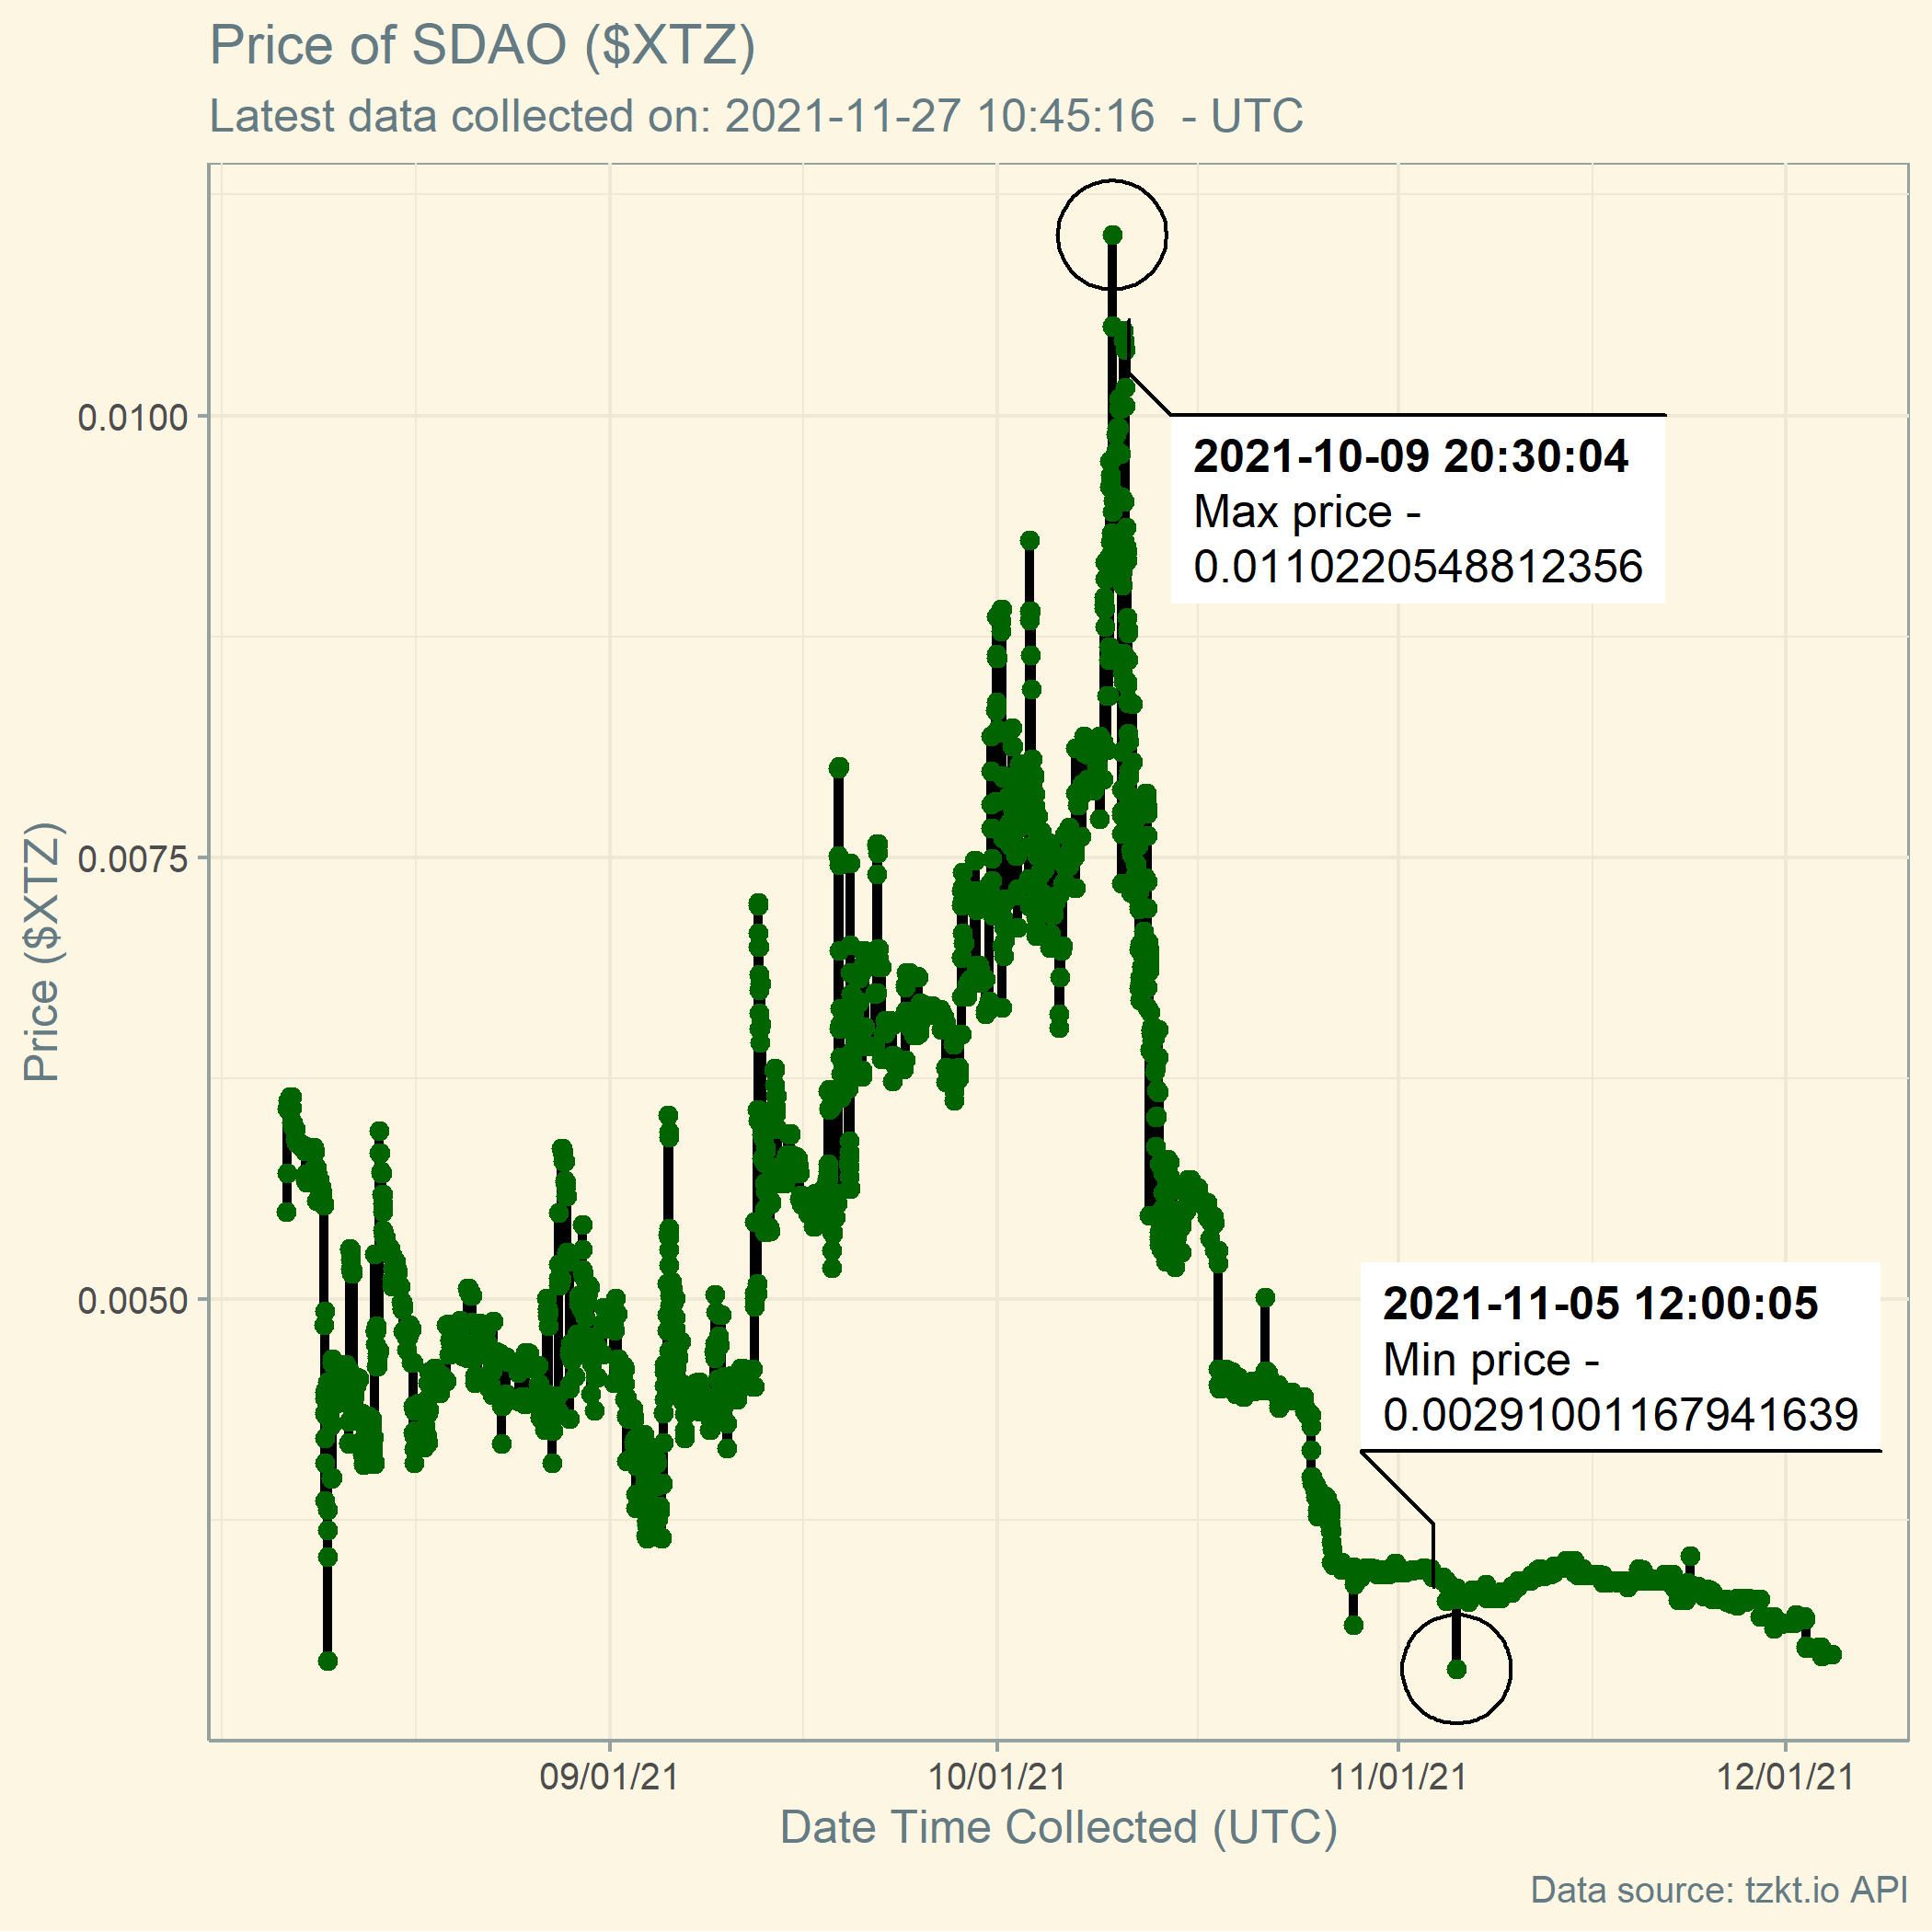 Price of SDAO ($XTZ)
Latest data collected on: 2021-11-27 10:45:16  - UTC
0.0100
2021-10-09 20:30:04
Max price -
0.0110220548812356
0.0075
Price ($XTZ)
0.0050
2021-11-05 12:00:05
Min price -
0.00291001167941639
09/01/21
10/01/21
11/01/21
12/01/21
Date Time Collected (UTC)
Data source: tzkt.io API